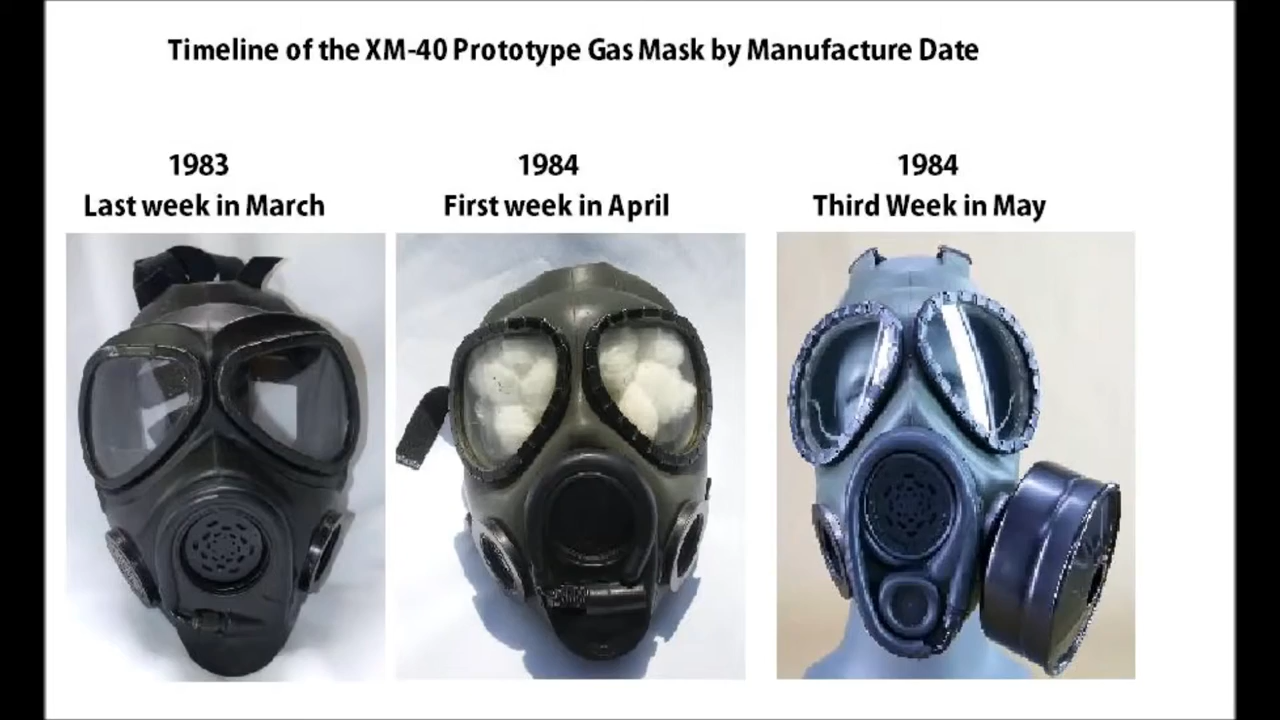 Timeline of the XM-40 Prototype Gas Mask by Manufacture Date
1983
Last week in March
1984
First week in April
1984
Third Week in May